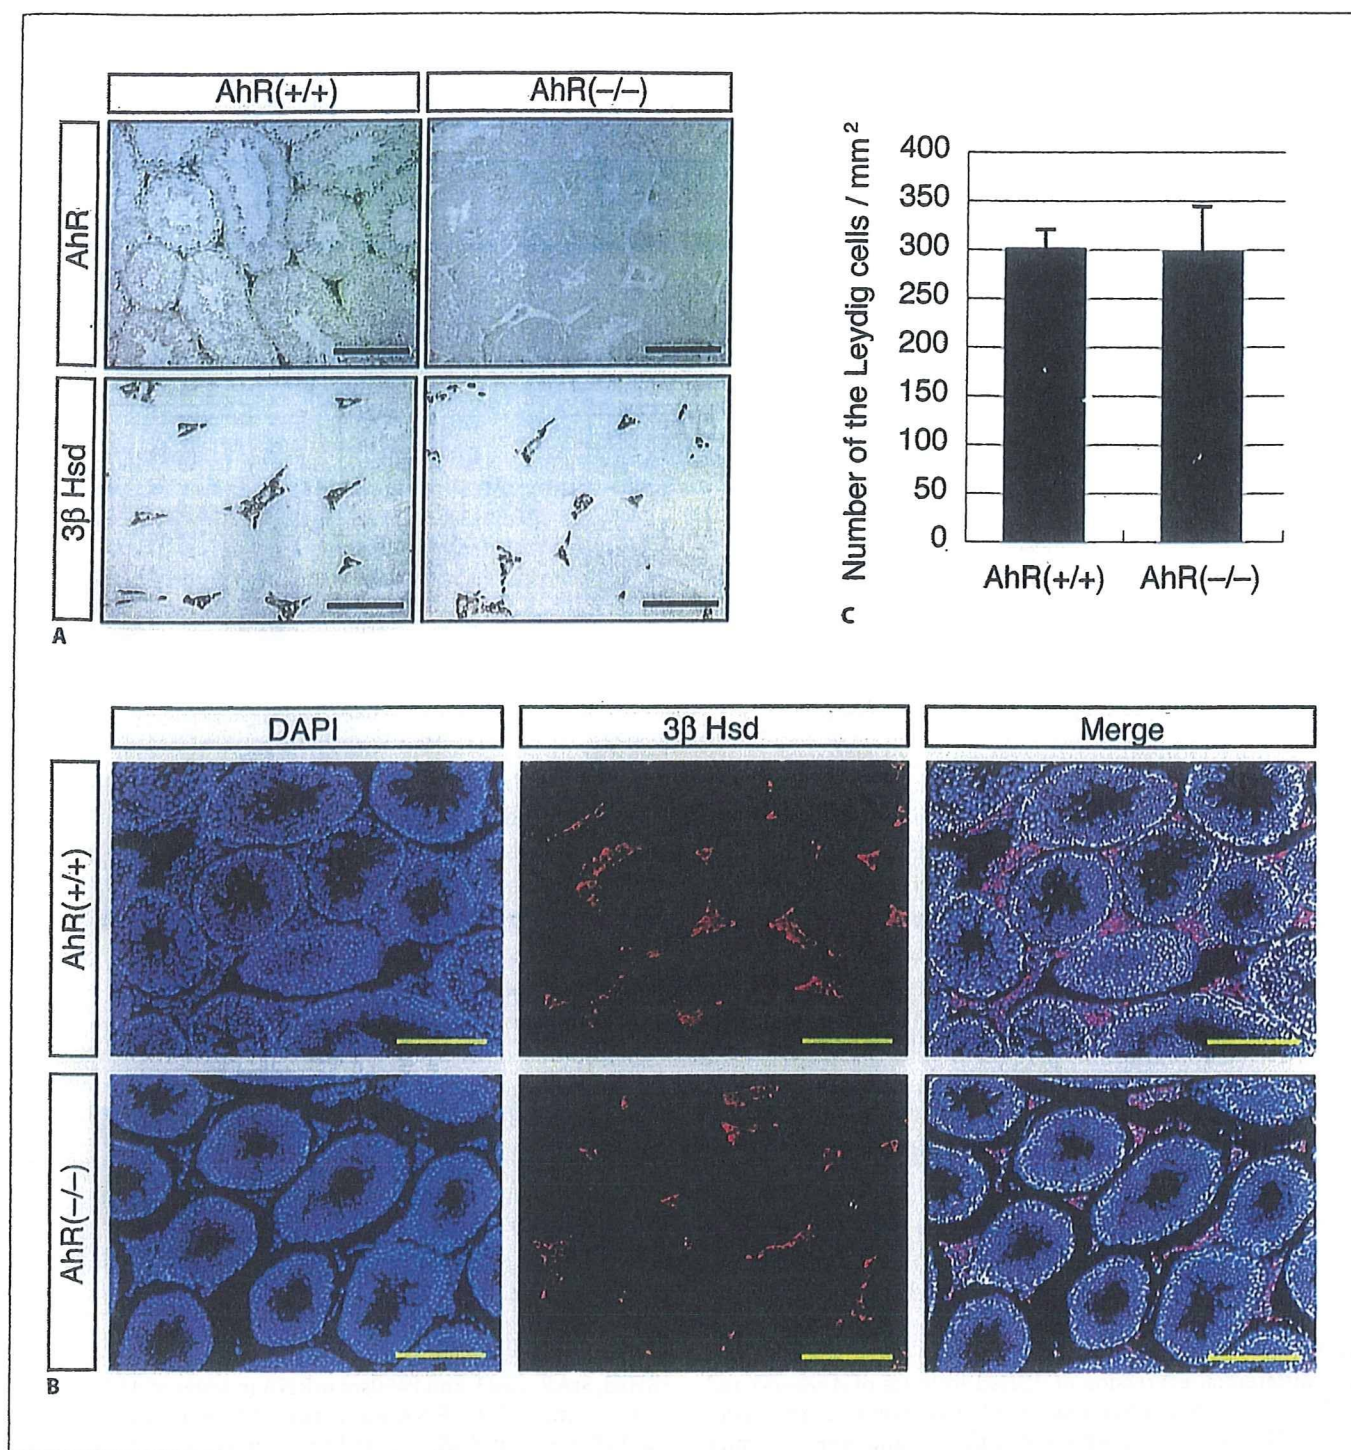 AhR(+/+)
AhR(–/–)
AhR
3β Hsd
A
Number of the Leydig cells / mm²
400
350
300
250
200
150
100
50
0
AhR(+/+)
AhR(–/–)
C
DAPI
3β Hsd
Merge
AhR(+/+)
AhR(–/–)
B